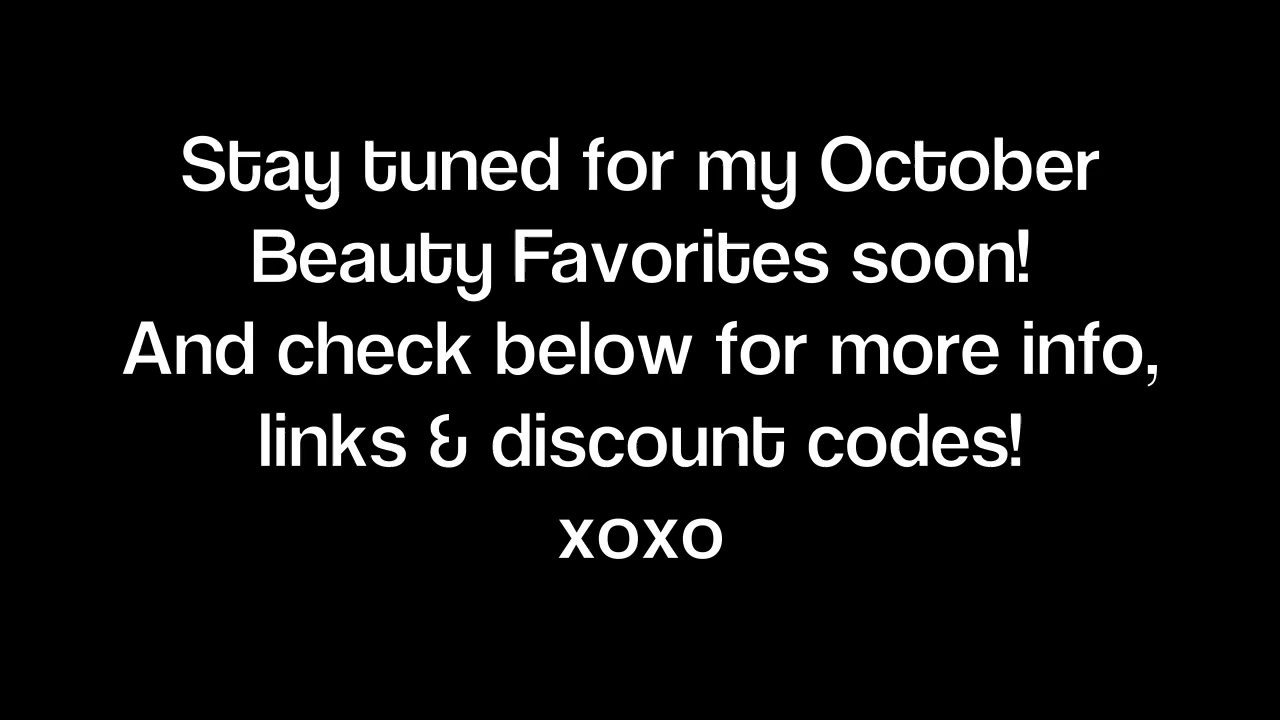 Stay tuned for my October
Beauty Favorites soon!
And check below for more info,
links & discount codes!
xoxo